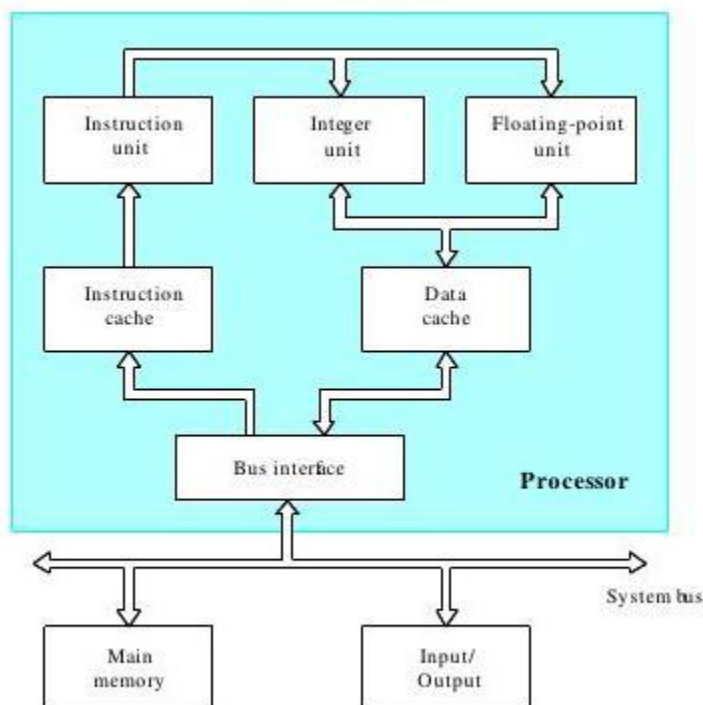 Instruction
unit
Integer
unit
Floating-point
unit
Instruction
cache
Data
cache
Bus interface
Processor
System bus
Main
memory
Input/
Output